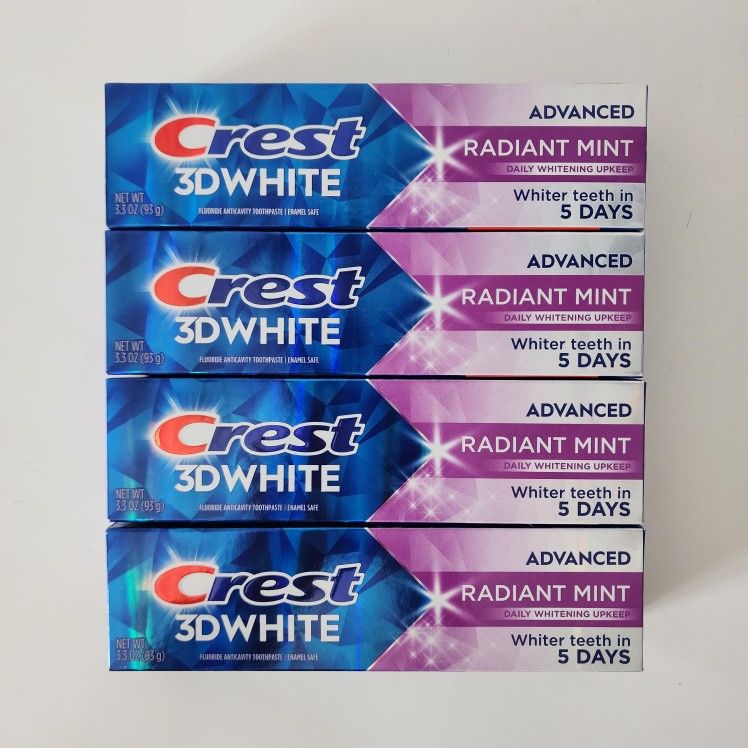 Crest
3DWHITE
NET WT
3.3 OZ (93 g)
FLUORIDE ANTICAVITY TOOTHPASTE | ENAMEL SAFE
ADVANCED
RADIANT MINT
DAILY WHITENING UPKEEP
Whiter teeth in
5 DAYS
Crest
3DWHITE
NET WT
3.3 OZ (93 g)
FLUORIDE ANTICAVITY TOOTHPASTE | ENAMEL SAFE
ADVANCED
RADIANT MINT
DAILY WHITENING UPKEEP
Whiter teeth in
5 DAYS
Crest
3DWHITE
NET WT
3.3 OZ (93 g)
FLUORIDE ANTICAVITY TOOTHPASTE | ENAMEL SAFE
ADVANCED
RADIANT MINT
DAILY WHITENING UPKEEP
Whiter teeth in
5 DAYS
Crest
3DWHITE
NET WT
3.3 OZ (93 g)
FLUORIDE ANTICAVITY TOOTHPASTE | ENAMEL SAFE
ADVANCED
RADIANT MINT
DAILY WHITENING UPKEEP
Whiter teeth in
5 DAYS